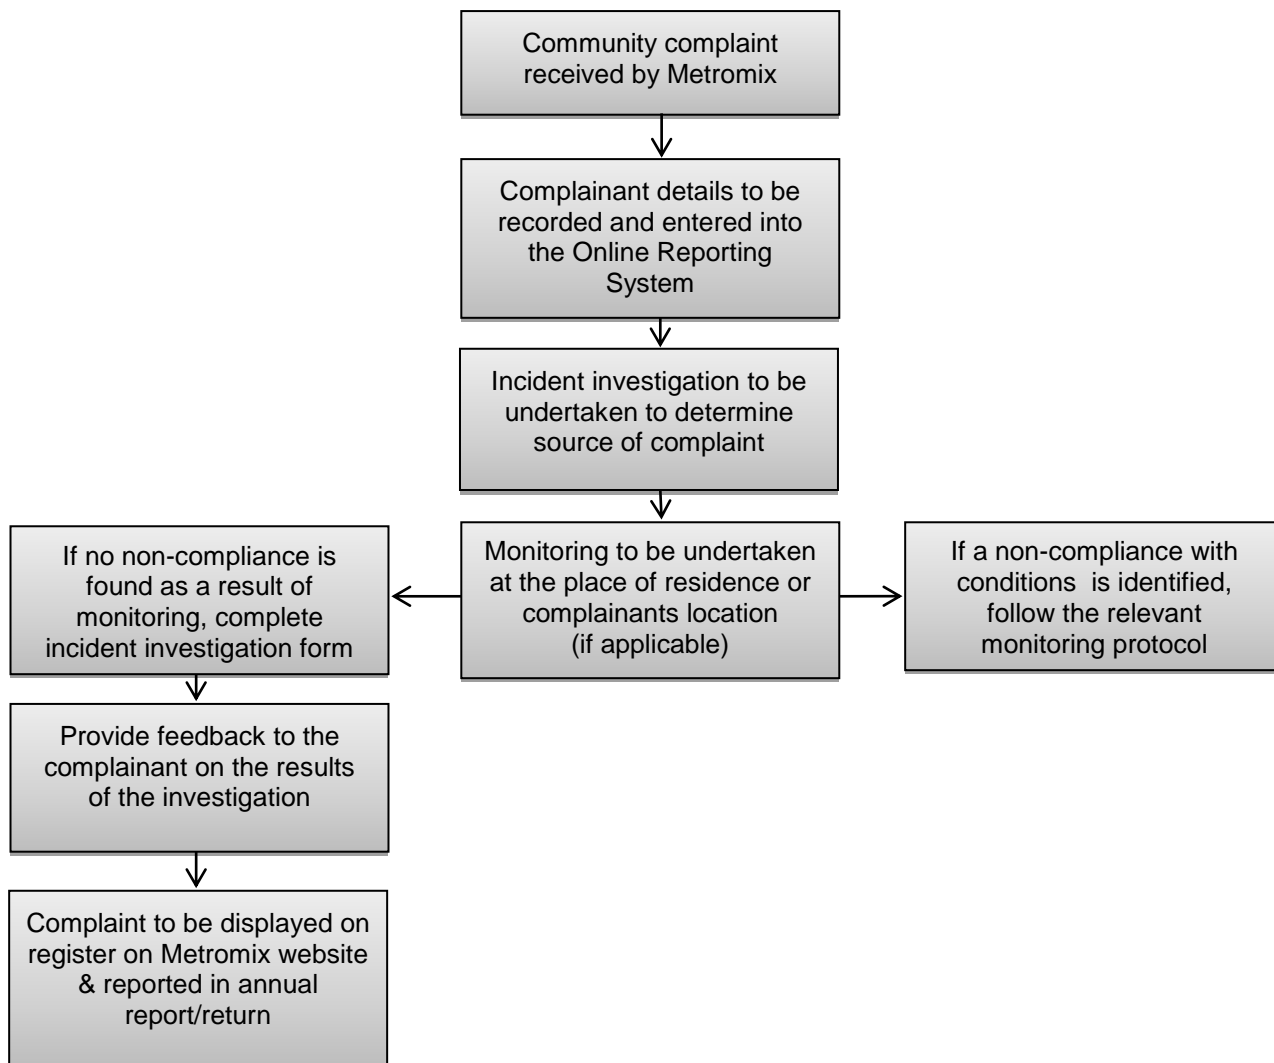 Community complaint
received by Metromix
Complainant details to be
recorded and entered into
the Online Reporting
System
Incident investigation to be
undertaken to determine
source of complaint
If no non-compliance is
found as a result of
monitoring, complete
incident investigation form
Monitoring to be undertaken
at the place of residence or
complainants location
(if applicable)
If a non-compliance with
conditions is identified,
follow the relevant
monitoring protocol
Provide feedback to the
complainant on the results
of the investigation
Complaint to be displayed on
register on Metromix website
& reported in annual
report/return